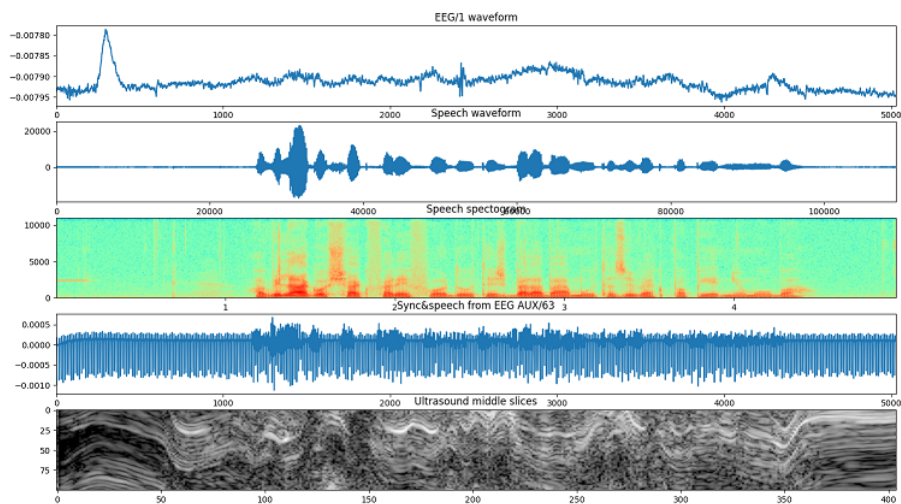 EEG/1 waveform
−0.00780
−0.00785
−0.00790
−0.00795
0 1000 2000 3000 4000 5000
Speech waveform
20000
0
0 20000 40000 60000 80000 100000
Speech spectogram
10000
5000
0
1 2 3 4
Sync&speech from EEG AUX/63
0.0005
0.0000
−0.0005
−0.0010
0 1000 2000 3000 4000 5000
Ultrasound middle slices
0
25
50
75
0 50 100 150 200 250 300 350 400